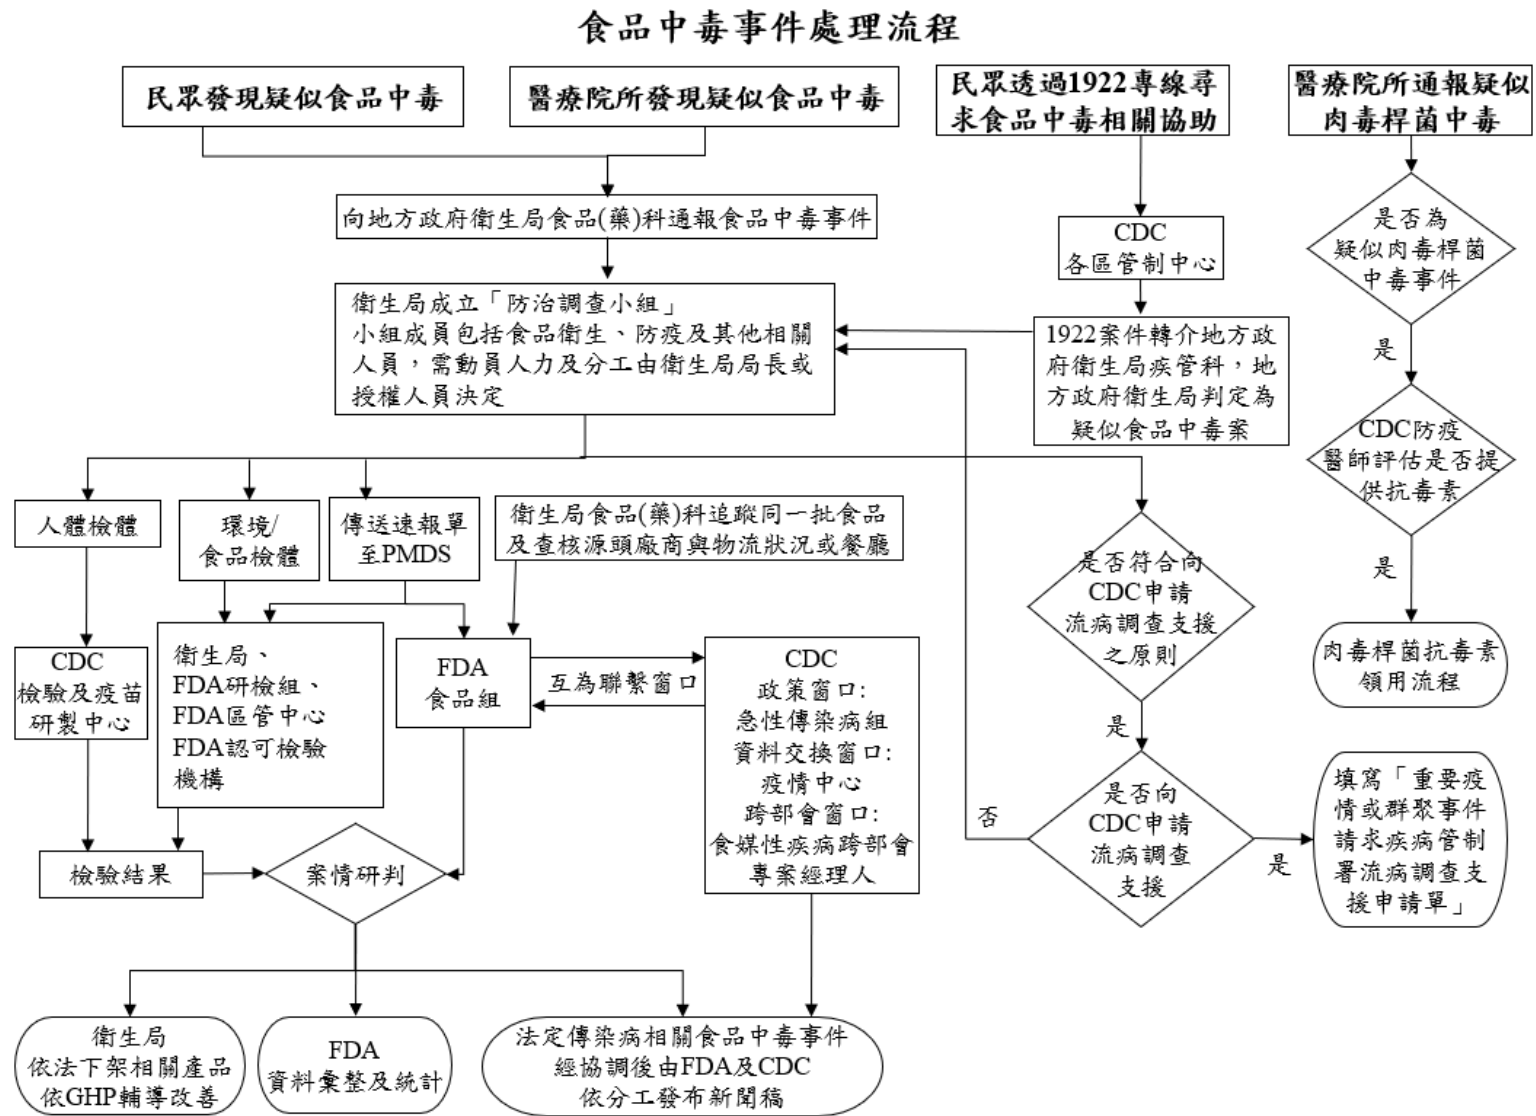 食品中毒事件處理流程
民眾發現疑似食品中毒
醫療院所發現疑似食品中毒
民眾透過1922專線尋
求食品中毒相關協助
醫療院所通報疑似
肉毒桿菌中毒
向地方政府衛生局食品(藥)科通報食品中毒事件
CDC
各區管制中心
是否為
疑似肉毒桿菌
中毒事件
衛生局成立「防治調查小組」
小組成員包括食品衛生、防疫及其他相關
人員，需動員人力及分工由衛生局局長或
授權人員決定
1922案件轉介地方政
府衛生局疾管科，地
方政府衛生局判定為
疑似食品中毒案
是
CDC防疫
醫師評估是否提
供抗毒素
人體檢體
環境/
食品檢體
傳送速報單
至PMDS
衛生局食品(藥)科追蹤同一批食品
及查核源頭廠商與物流狀況或餐廳
是否符合向
CDC申請
流病調查支援
之原則
是
肉毒桿菌抗毒素
領用流程
CDC
檢驗及疫苗
研製中心
衛生局、
FDA研檢組、
FDA區管中心
FDA認可檢驗
機構
FDA
食品組
互為聯繫窗口
CDC
政策窗口:
急性傳染病組
資料交換窗口:
疫情中心
跨部會窗口:
食媒性疾病跨部會
專案經理人
是
是否向
CDC申請
流病調查
支援
否
是
填寫「重要疫
情或群聚事件
請求疾病管制
署流病調查支
援申請單」
檢驗結果
案情研判
衛生局
依法下架相關產品
依GHP輔導改善
FDA
資料彙整及統計
法定傳染病相關食品中毒事件
經協調後由FDA及CDC
依分工發布新聞稿